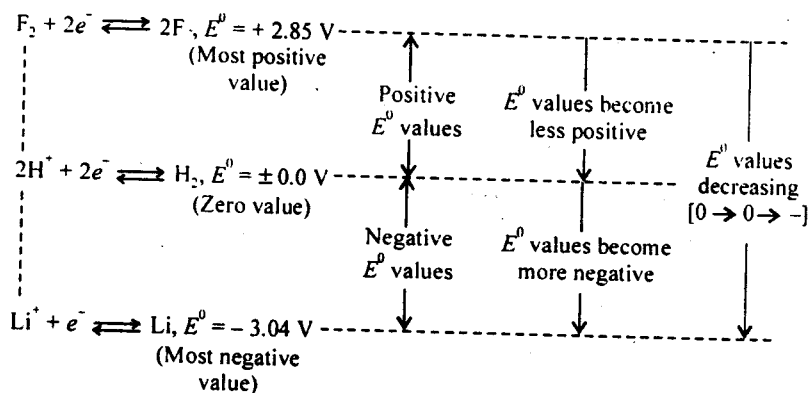 F₂ + 2e⁻ ⇌ 2F⁻, E⁰ = + 2.85 V
(Most positive
value)
Positive
E⁰ values
E⁰ values become
less positive
2H⁺ + 2e⁻ ⇌ H₂, E⁰ = ± 0.0 V
(Zero value)
E⁰ values
decreasing
[0 → 0 → −]
Negative
E⁰ values
E⁰ values become
more negative
Li⁺ + e⁻ ⇌ Li, E⁰ = − 3.04 V
(Most negative
value)